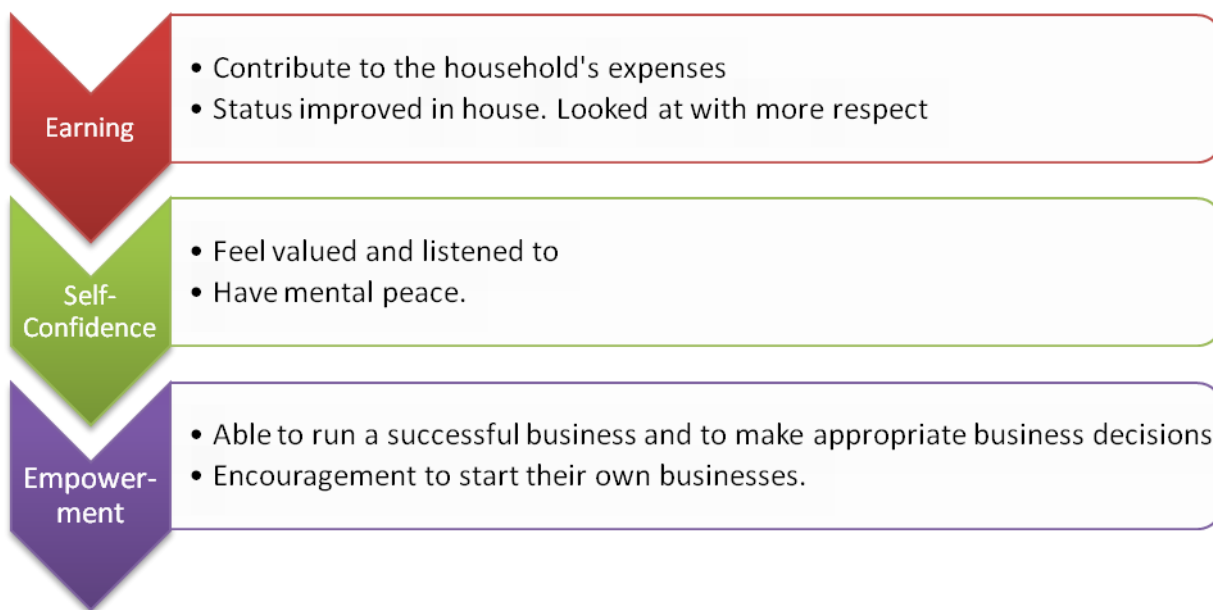 Earning
• Contribute to the household's expenses
• Status improved in house. Looked at with more respect
Self-
Confidence
• Feel valued and listened to
• Have mental peace.
Empower-
ment
• Able to run a successful business and to make appropriate business decisions
• Encouragement to start their own businesses.